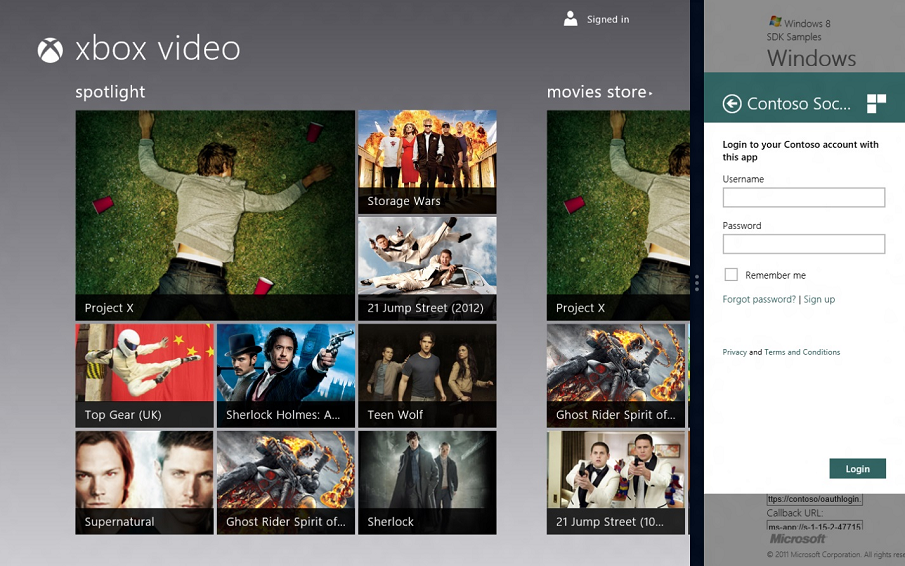 Signed in
xbox video
spotlight
Project X
Storage Wars
21 Jump Street (2012)
Top Gear (UK)
Sherlock Holmes: A...
Teen Wolf
Supernatural
Ghost Rider Spirit of...
Sherlock
movies store
Project X
Ghost Rider Spirit of...
21 Jump Street (10...
Windows 8
SDK Samples
Windows
Contoso Soc...
Login to your Contoso account with
this app
Username
Password
Remember me
Forgot password? | Sign up
Privacy and Terms and Conditions
Login
ttps://contoso/oauthlogin.
Callback URL:
ms-app://s-1-15-2-47715
Microsoft
© 2011 Microsoft Corporation. All rights rese